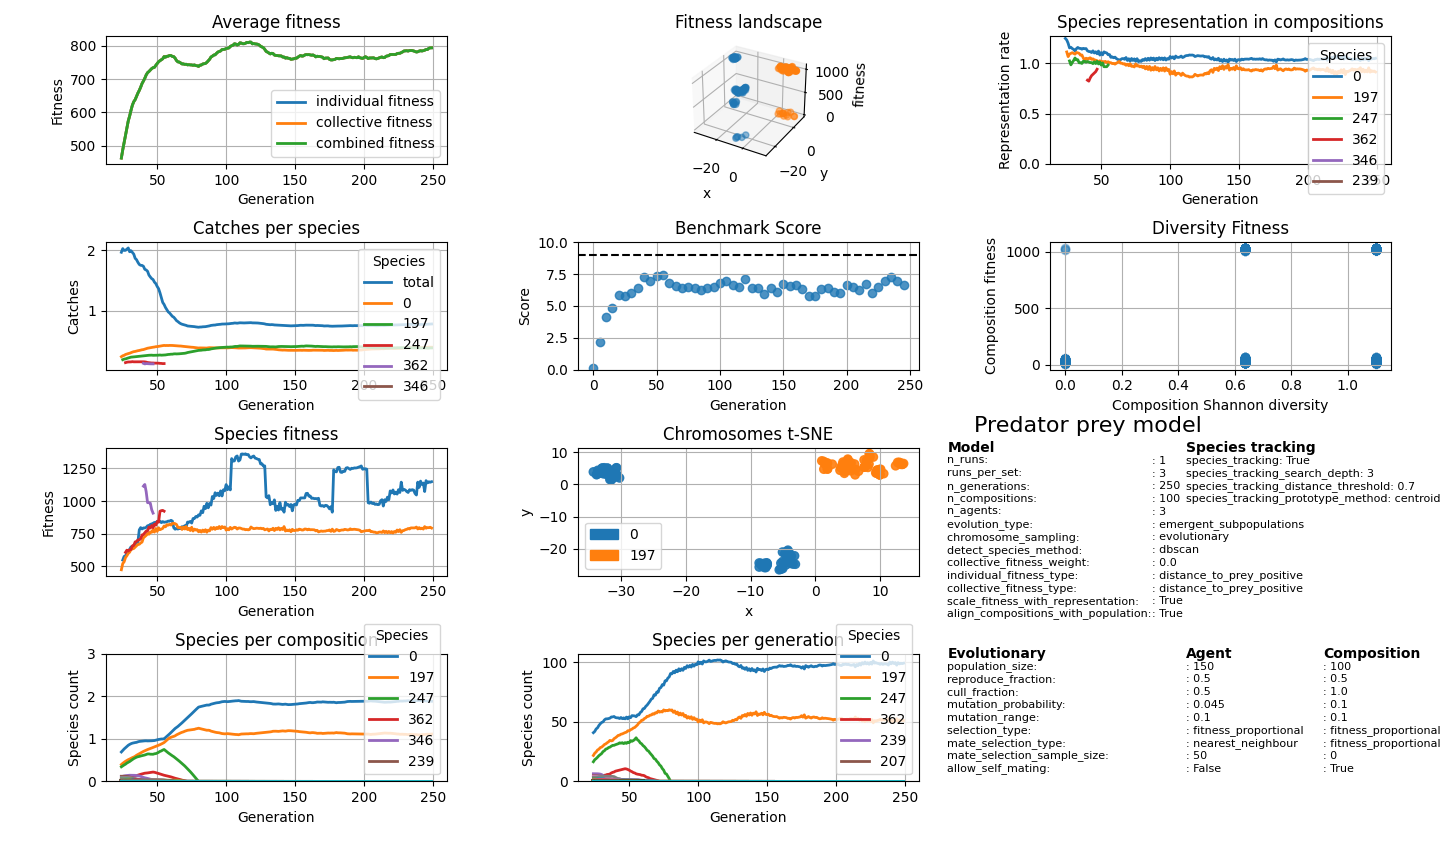 Average fitness
800
700
600
500
Fitness
individual fitness
collective fitness
combined fitness
50
100
150
200
250
Generation
Fitness landscape
1000
500
0
fitness
−20
0
x
−20
0
y
Species representation in compositions
1.0
0.5
0.0
Representation rate
Species
0
197
247
362
346
239
50
100
150
Generation
Catches per species
2
1
Catches
Species
total
0
197
247
362
346
50
100
150
200
Generation
Benchmark Score
10.0
7.5
5.0
2.5
0.0
Score
0
50
100
150
200
250
Generation
Diversity Fitness
1000
500
0
Composition fitness
0.0
0.2
0.4
0.6
0.8
1.0
Composition Shannon diversity
Species fitness
1250
1000
750
500
Fitness
50
100
150
200
250
Generation
Chromosomes t-SNE
10
0
−10
−20
y
0
197
−30
−20
−10
0
10
x
Predator prey model
Model
n_runs: : 1
runs_per_set: : 3
n_generations: : 250
n_compositions: : 100
n_agents: : 3
evolution_type: : emergent_subpopulations
chromosome_sampling: : evolutionary
detect_species_method: : dbscan
collective_fitness_weight: : 0.0
individual_fitness_type: : distance_to_prey_positive
collective_fitness_type: : distance_to_prey_positive
scale_fitness_with_representation: : True
align_compositions_with_population: : True
Species tracking
species_tracking: True
species_tracking_search_depth: 3
species_tracking_distance_threshold: 0.7
species_tracking_prototype_method: centroid
Species per composition
3
2
1
0
Species count
Species
0
197
247
362
346
239
50
100
150
200
250
Generation
Species per generation
100
50
0
Species count
Species
0
197
247
362
239
207
50
100
150
200
250
Generation
Evolutionary Agent Composition
population_size: : 150 : 100
reproduce_fraction: : 0.5 : 0.5
cull_fraction: : 0.5 : 1.0
mutation_probability: : 0.045 : 0.1
mutation_range: : 0.1 : 0.1
selection_type: : fitness_proportional : fitness_proportional
mate_selection_type: : nearest_neighbour : fitness_proportional
mate_selection_sample_size: : 50 : 0
allow_self_mating: : False : True